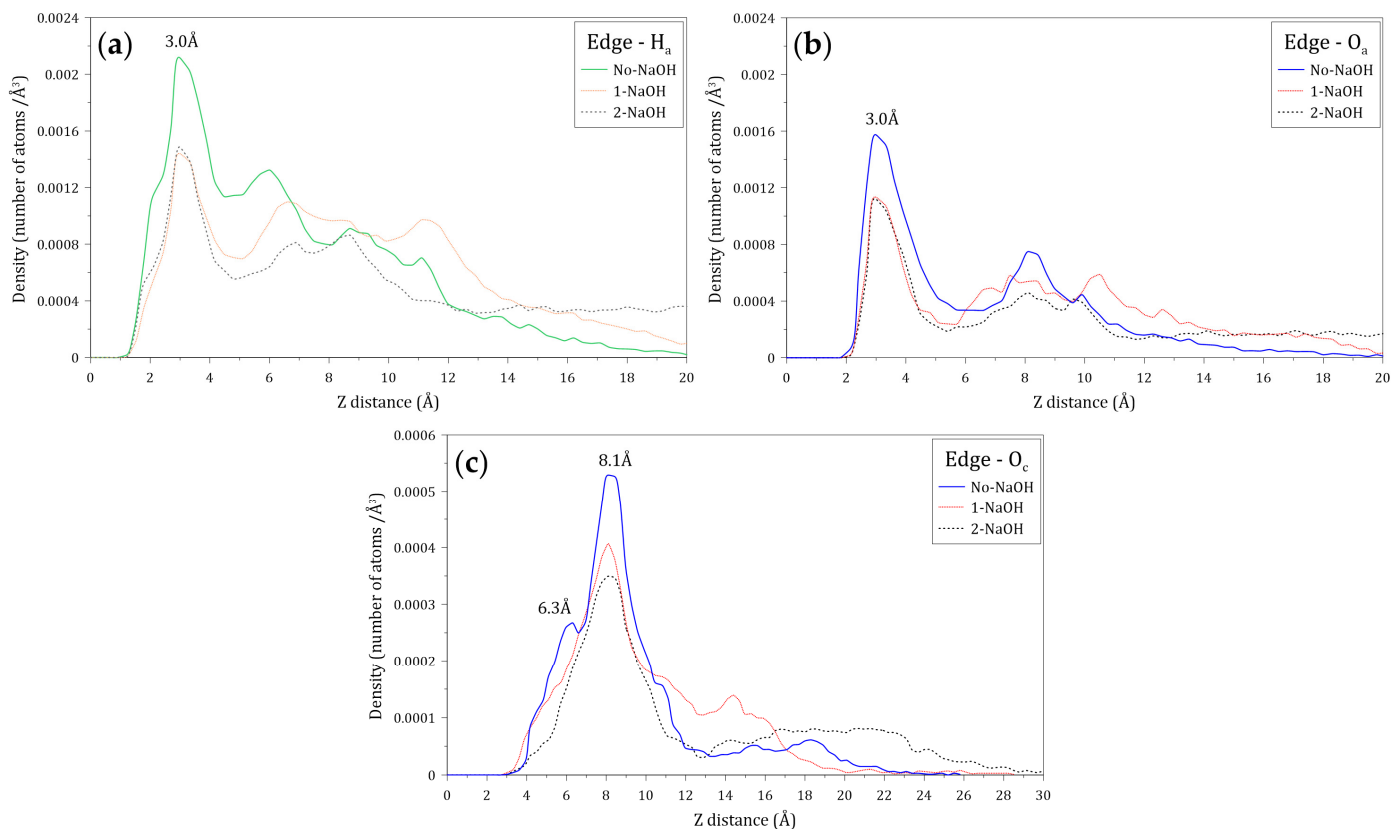 (a)
3.0Å
Edge - Hₐ
No-NaOH
1-NaOH
2-NaOH
Density (number of atoms /Å³)
0.0024
0.002
0.0016
0.0012
0.0008
0.0004
0
0 2 4 6 8 10 12 14 16 18 20
Z distance (Å)
(b)
3.0Å
Edge - Oₐ
No-NaOH
1-NaOH
2-NaOH
Density (number of atoms /Å³)
0.0024
0.002
0.0016
0.0012
0.0008
0.0004
0
0 2 4 6 8 10 12 14 16 18 20
Z distance (Å)
(c)
8.1Å
6.3Å
Edge - O꜀
No-NaOH
1-NaOH
2-NaOH
Density (number of atoms /Å³)
0.0006
0.0005
0.0004
0.0003
0.0002
0.0001
0
0 2 4 6 8 10 12 14 16 18 20 22 24 26 28 30
Z distance (Å)